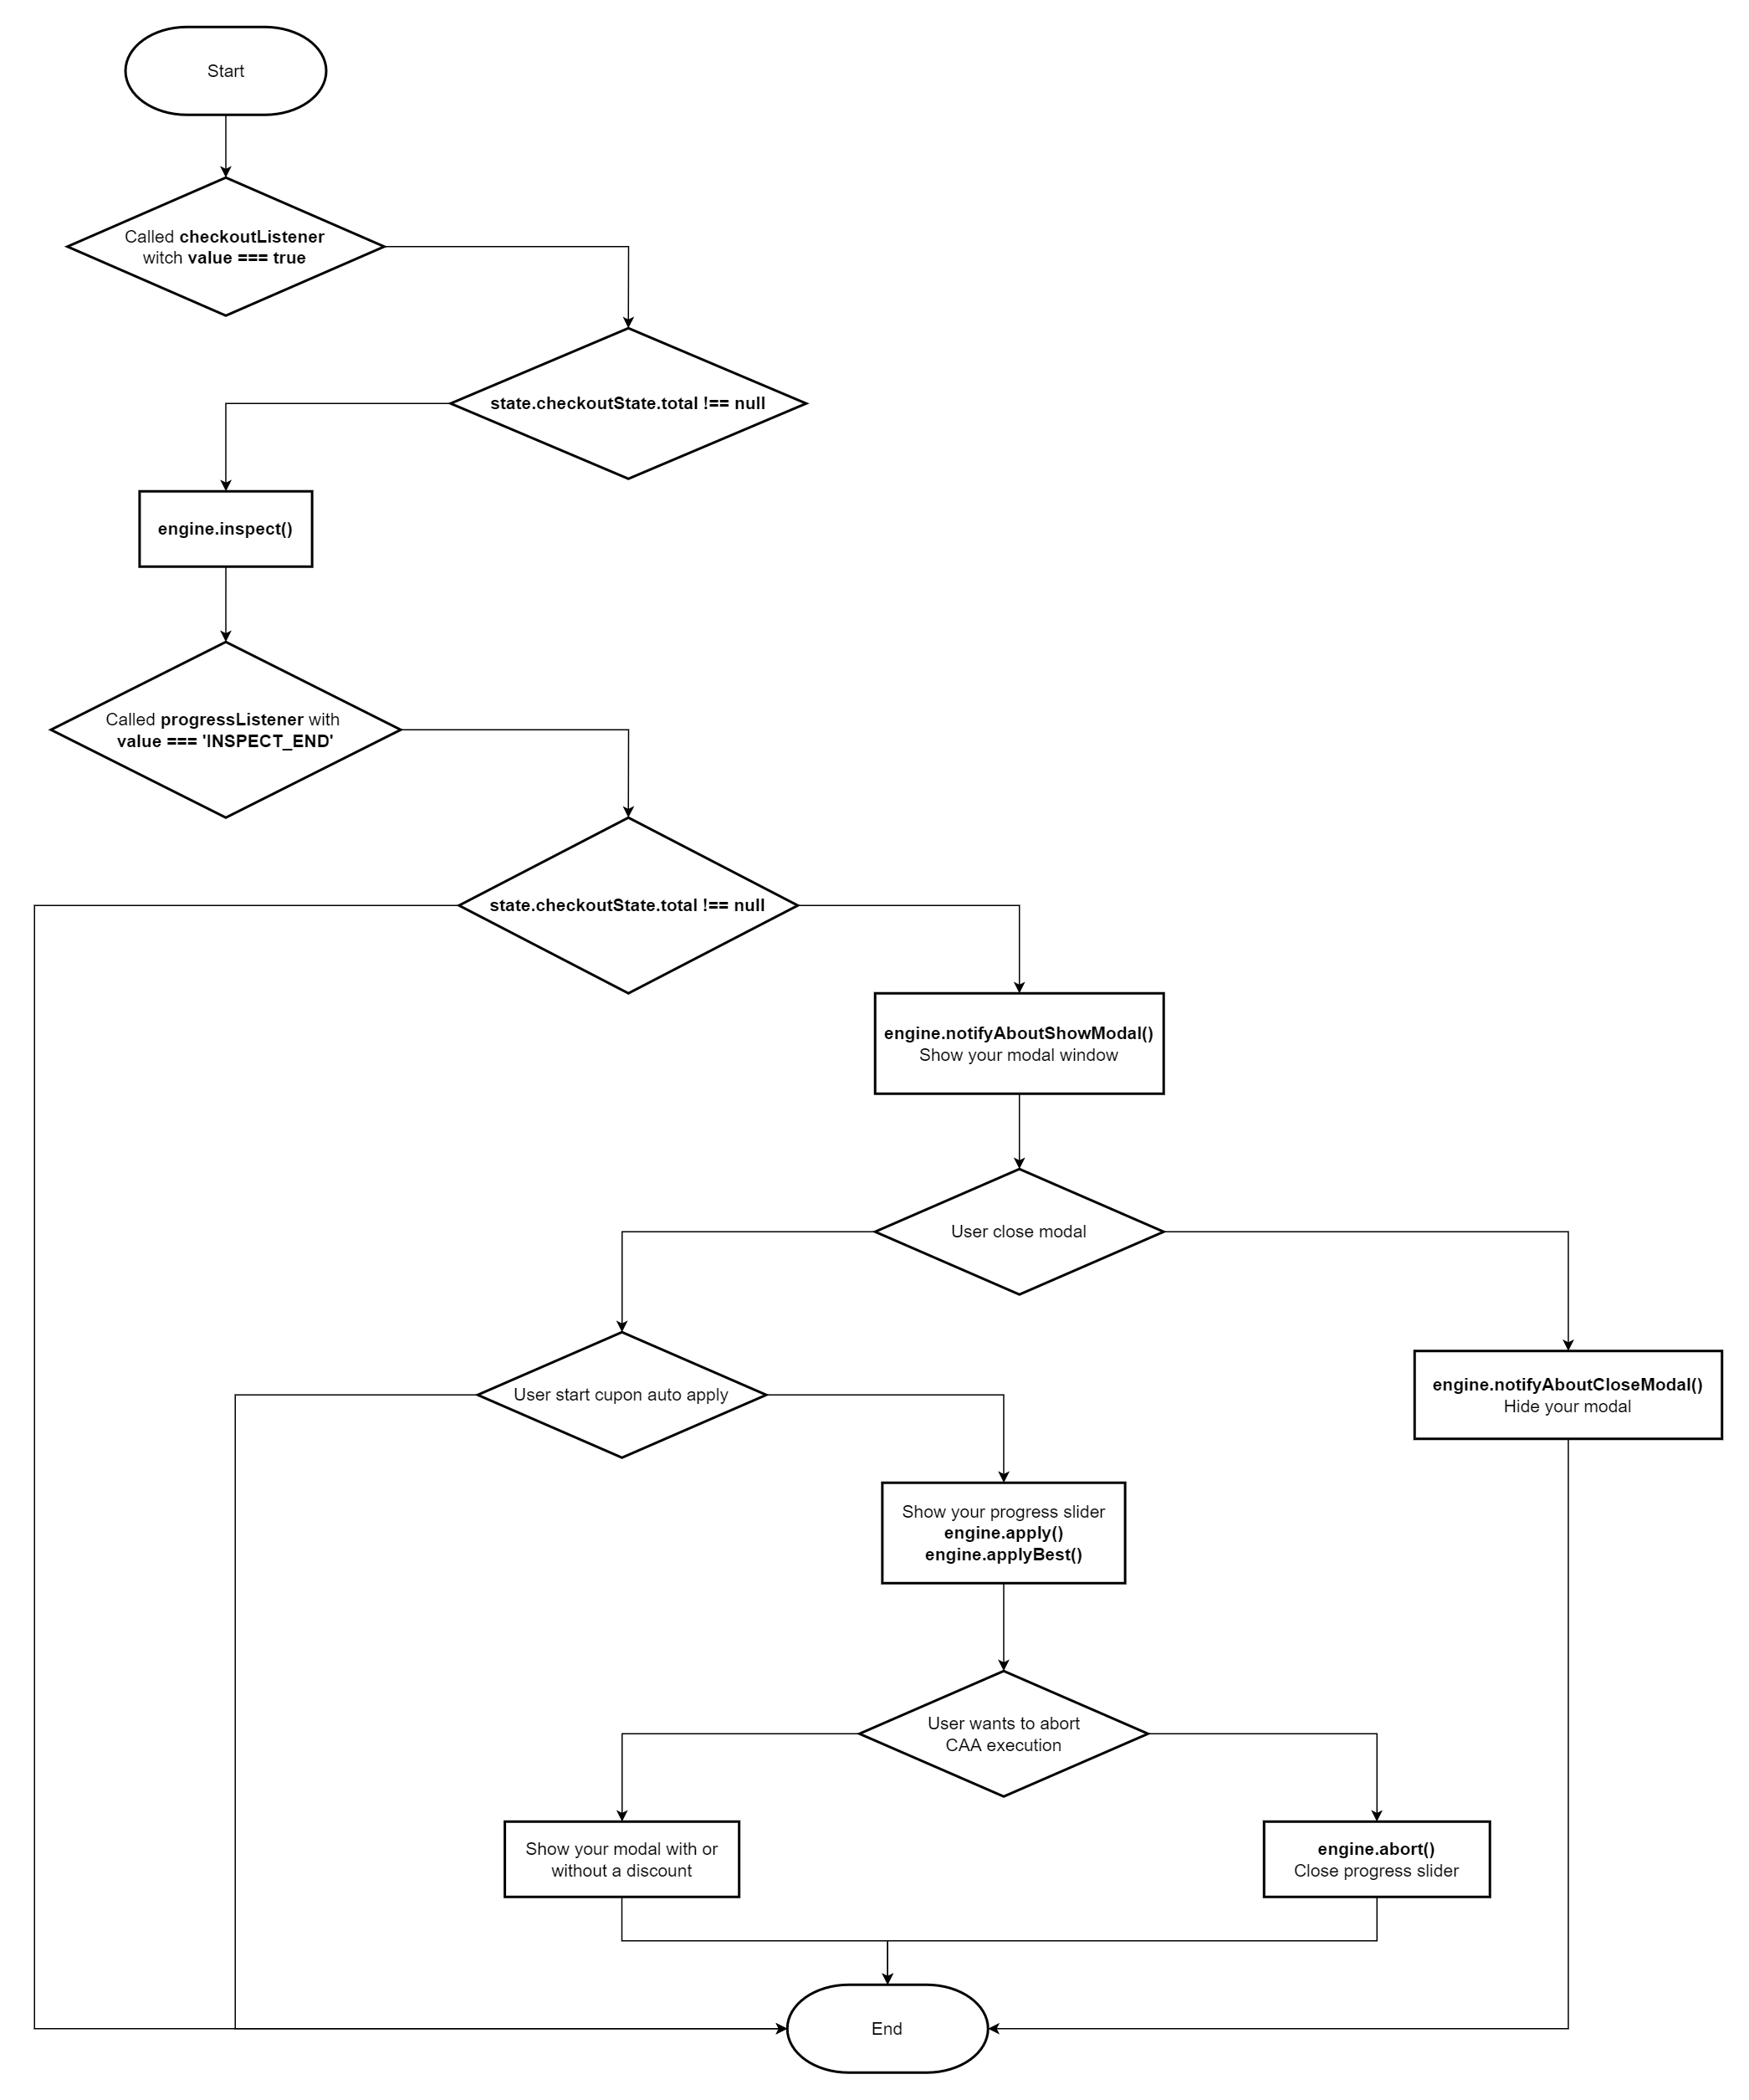 Start
Called checkoutListener
witch value === true
state.checkoutState.total !== null
engine.inspect()
Called progressListener with
value === 'INSPECT_END'
state.checkoutState.total !== null
engine.notifyAboutShowModal()
Show your modal window
User close modal
User start cupon auto apply
engine.notifyAboutCloseModal()
Hide your modal
Show your progress slider
engine.apply()
engine.applyBest()
User wants to abort
CAA execution
Show your modal with or
without a discount
engine.abort()
Close progress slider
End